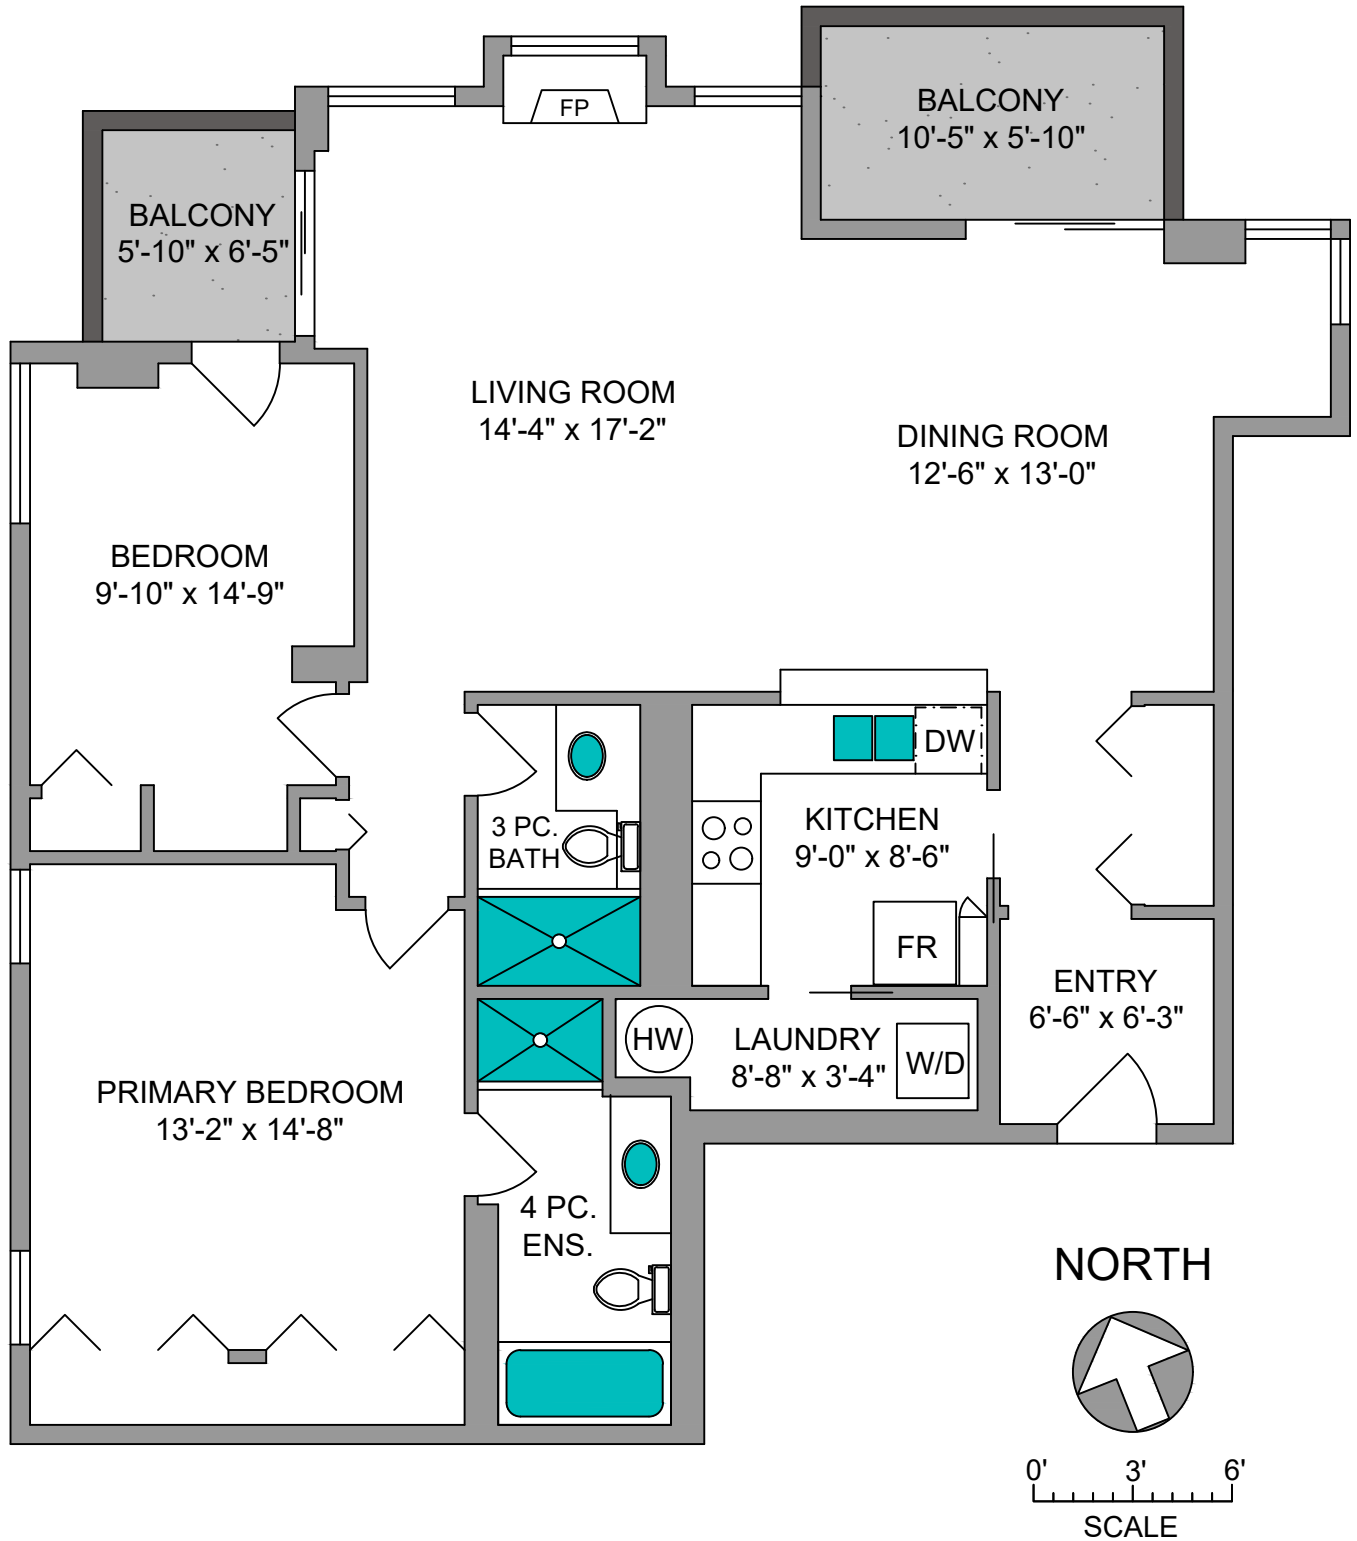 FP
BALCONY
10'-5" x 5'-10"
BALCONY
5'-10" x 6'-5"
LIVING ROOM
14'-4" x 17'-2"
DINING ROOM
12'-6" x 13'-0"
BEDROOM
9'-10" x 14'-9"
DW
3 PC.
BATH
KITCHEN
9'-0" x 8'-6"
FR
ENTRY
6'-6" x 6'-3"
HW
LAUNDRY
8'-8" x 3'-4"
W/D
PRIMARY BEDROOM
13'-2" x 14'-8"
4 PC.
ENS.
NORTH
0' 3' 6'
SCALE